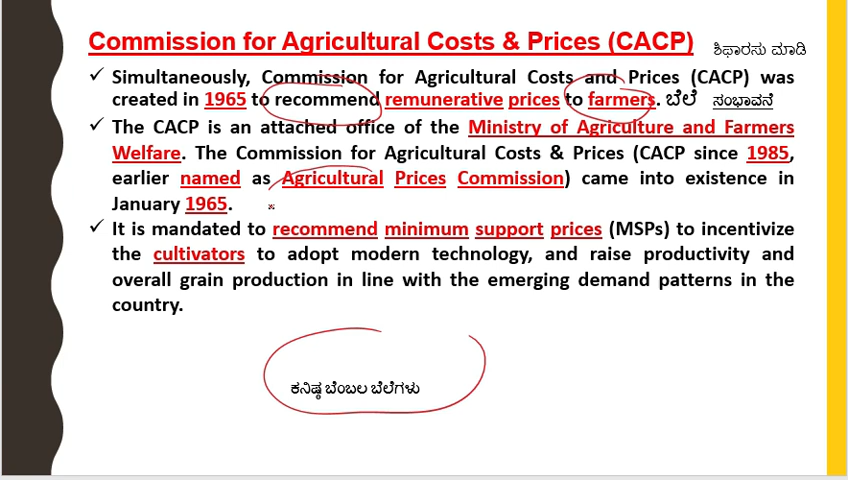 Commission for Agricultural Costs & Prices (CACP) ಶಿಫಾರಸು ಮಾಡಿ
✓ Simultaneously, Commission for Agricultural Costs and Prices (CACP) was
created in 1965 to recommend remunerative prices to farmers. ಬೆಲೆ ಸಂಭಾವನೆ
✓ The CACP is an attached office of the Ministry of Agriculture and Farmers
Welfare. The Commission for Agricultural Costs & Prices (CACP since 1985,
earlier named as Agricultural Prices Commission) came into existence in
January 1965.
✓ It is mandated to recommend minimum support prices (MSPs) to incentivize
the cultivators to adopt modern technology, and raise productivity and
overall grain production in line with the emerging demand patterns in the
country.
ಕನಿಷ್ಠ ಬೆಂಬಲ ಬೆಲೆಗಳು